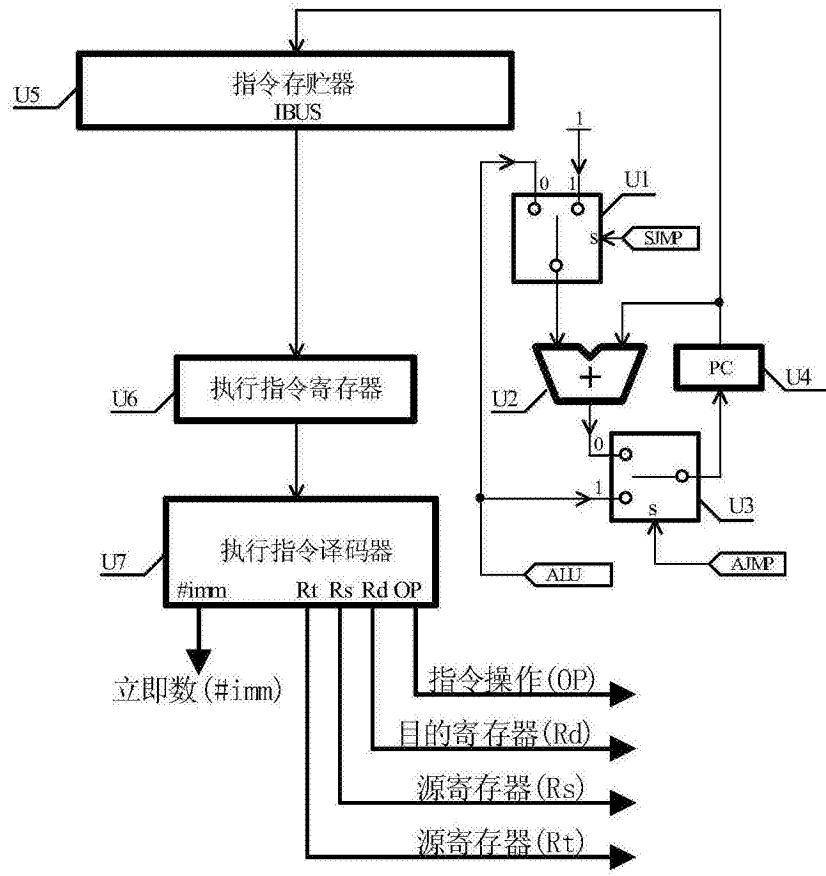 指令存贮器
IBUS
U5
1
0 1
U1
S
SJMP
执行指令寄存器
U6
+
U2
PC
U4
0
1
S
U3
执行指令译码器
U7
#imm Rt Rs Rd OP
ALU
AJMP
立即数(#imm)
指令操作(OP)
目的寄存器(Rd)
源寄存器(Rs)
源寄存器(Rt)